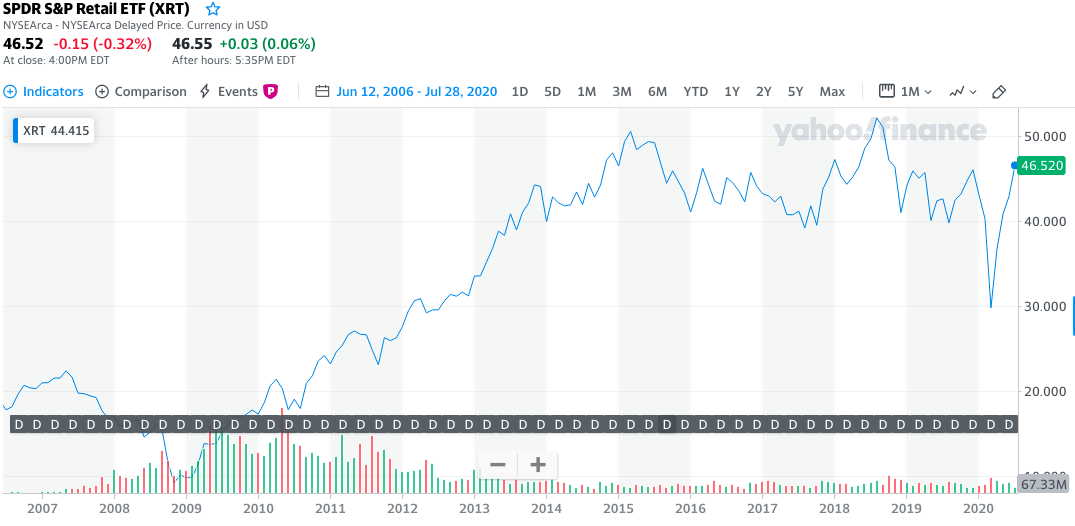 SPDR S&P Retail ETF (XRT)
NYSEArca - NYSEArca Delayed Price. Currency in USD
46.52 -0.15 (-0.32%) 46.55 +0.03 (0.06%)
At close: 4:00PM EDT After hours: 5:35PM EDT
Indicators Comparison Events P Jun 12, 2006 - Jul 28, 2020 1D 5D 1M 3M 6M YTD 1Y 2Y 5Y Max 1M
XRT 44.415
yahoo!finance
50.000
46.520
40.000
30.000
20.000
D D D D D D D D D D D D D D D D D D D D D D D D D D D D D D D D D D D D D D D D D D D D D D D D D D D D D D D D
10.000
67.33M
2007 2008 2009 2010 2011 2012 2013 2014 2015 2016 2017 2018 2019 2020